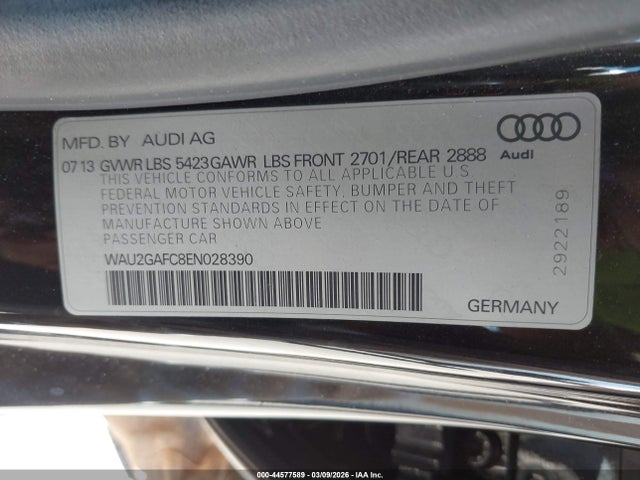 MFD. BY AUDI AG
07 13 GVWR LBS 5423 GAWR LBS FRONT 2701/REAR 2888
THIS VEHICLE CONFORMS TO ALL APPLICABLE U.S.
FEDERAL MOTOR VEHICLE SAFETY, BUMPER AND THEFT
PREVENTION STANDARDS IN EFFECT ON THE DATE OF
MANUFACTURE SHOWN ABOVE
PASSENGER CAR
WAU2GAFC8EN028390
Audi
2922189
GERMANY
000-44577589 | 03/09/2026 - IAA Inc.